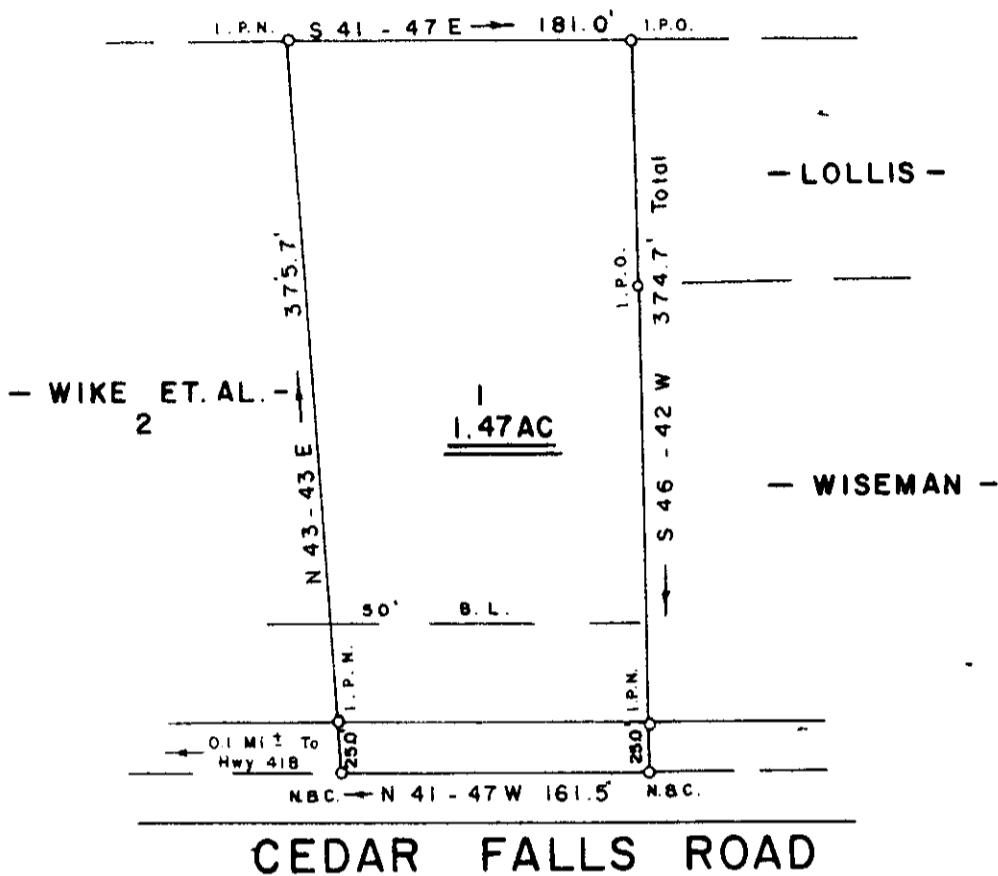 I.P.N. S 41 - 47 E 181.0' I.P.O.
- LOLLIS -
375.7'
N 43-43 E
374.7' Total
S 46 - 42 W
I.P.O.
- WIKE ET. AL. -
2
1
1.47 AC
- WISEMAN -
50' B. L.
I.P.N.
I.P.N.
25.0'
25.0'
0.1 Mi ± To
Hwy 418
N.B.C. N 41 - 47 W 161.5' N.B.C.
CEDAR FALLS ROAD